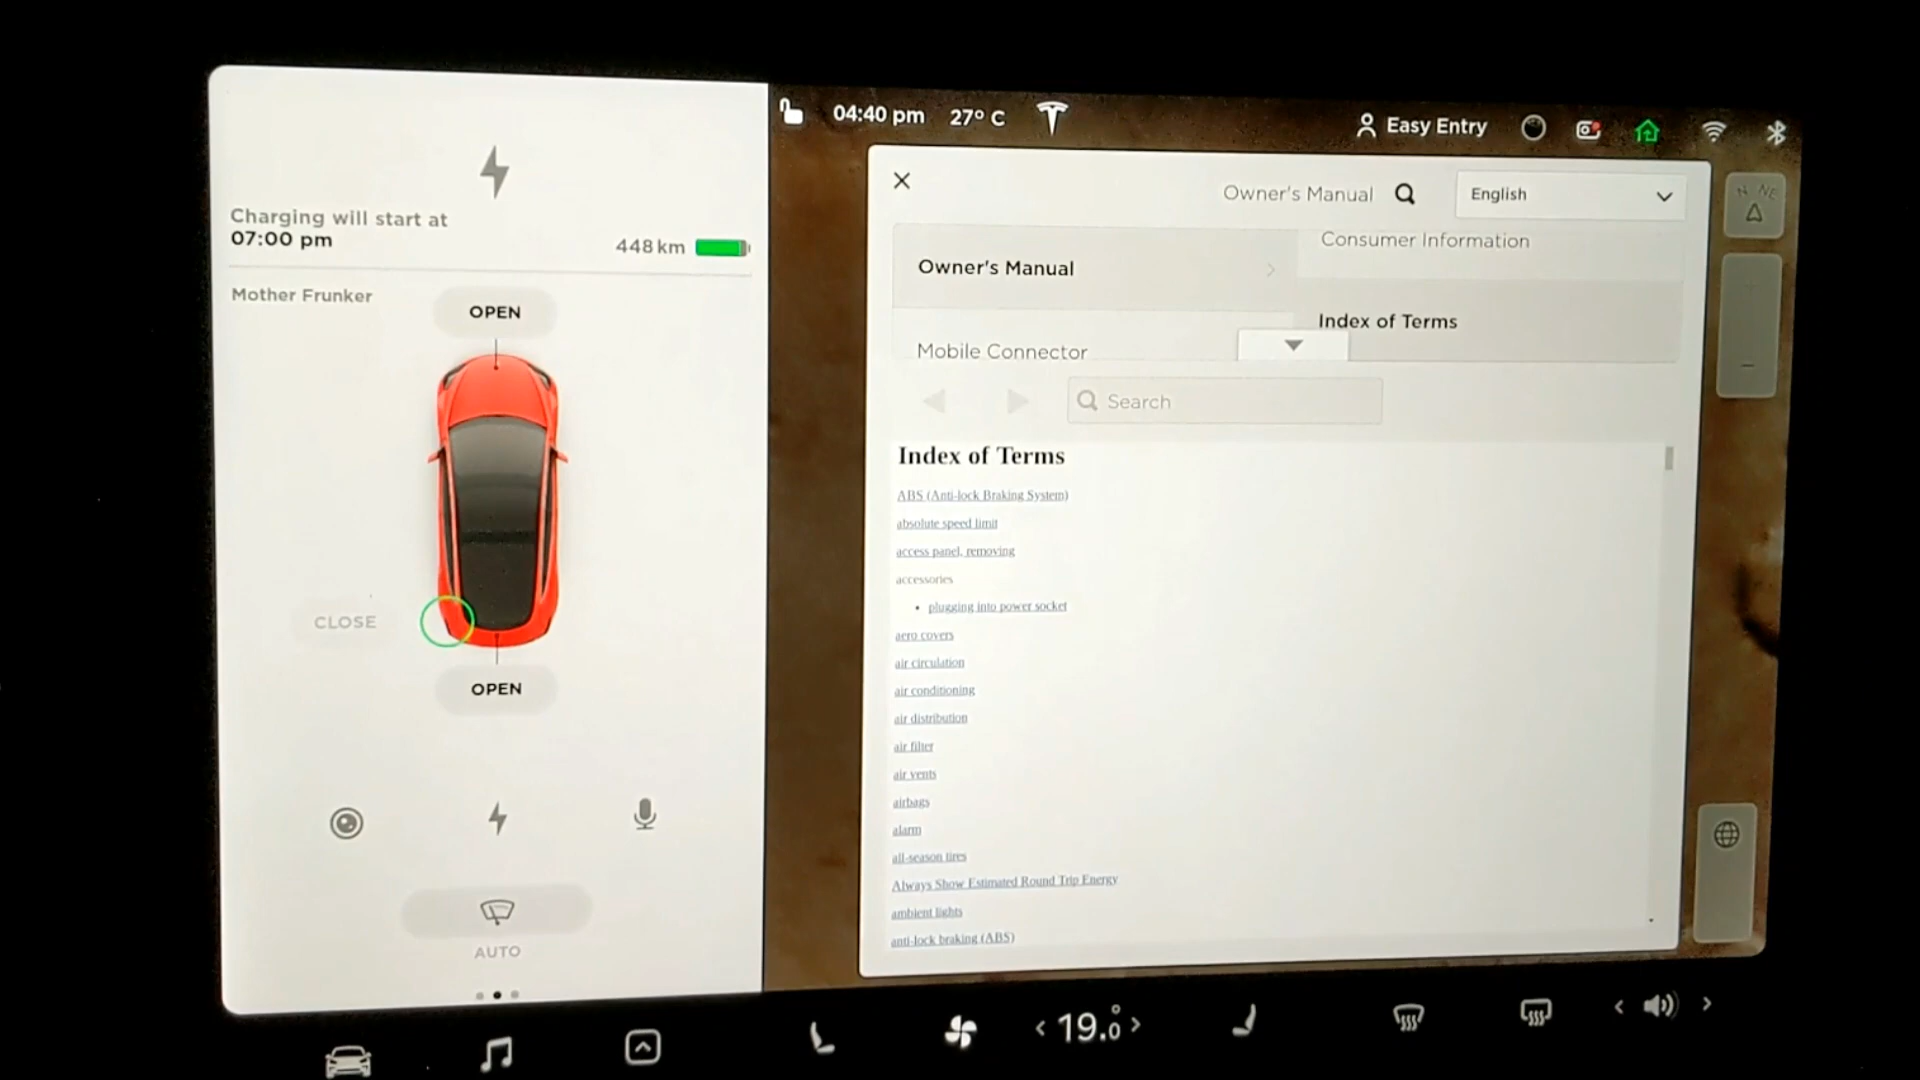 Charging will start at
07:00 pm
448 km
Mother Frunker
OPEN
CLOSE
OPEN
AUTO
04:40 pm 27° C
Easy Entry
Owner's Manual
English
Owner's Manual
Consumer Information
Mobile Connector
Index of Terms
Search
Index of Terms
ABS (Anti-lock Braking System)
absolute speed limit
access panel, removing
accessories
• plugging into power socket
aero covers
air circulation
air conditioning
air distribution
air filter
air vents
airbags
alarm
all-season tires
Always Show Estimated Round Trip Energy
ambient lights
anti-lock braking (ABS)
N NE
< 19.0° >